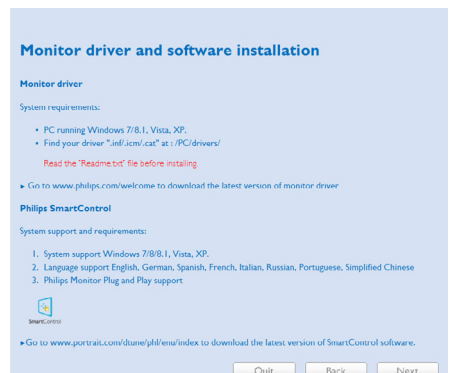 Monitor driver and software installation
Monitor driver
System requirements:
• PC running Windows 7/8.1, Vista, XP.
• Find your driver ".inf/.icm/.cat" at : /PC/drivers/
Read the "Readme.txt" file before installing.
▸ Go to www.philips.com/welcome to download the latest version of monitor driver
Philips SmartControl
System support and requirements:
1. System support Windows 7/8/8.1, Vista, XP.
2. Language support English, German, Spanish, French, Italian, Russian, Portuguese, Simplified Chinese
3. Philips Monitor Plug and Play support
SmartControl
▸Go to www.portrait.com/dtune/phl/enu/index to download the latest version of SmartControl software.
Quit Back Next